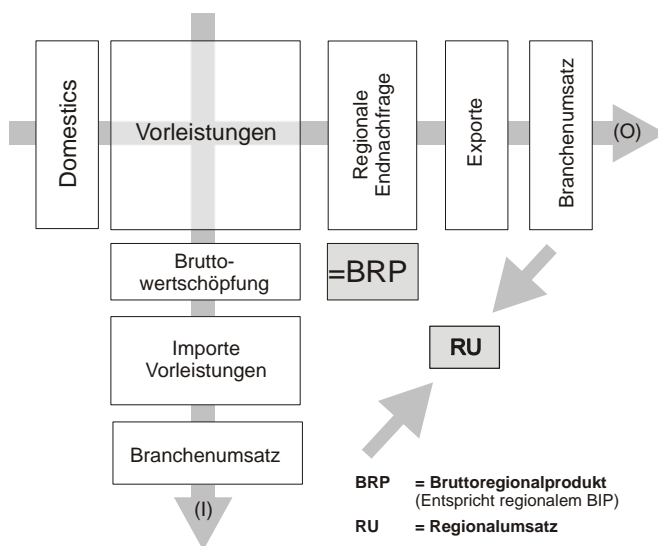 Domestics
Vorleistungen
Regionale
Endnachfrage
Exporte
Branchenumsatz
(O)
Brutto-
wertschöpfung
=BRP
Importe
Vorleistungen
RU
Branchenumsatz
(I)
BRP = Bruttoregionalprodukt
(Entspricht regionalem BIP)
RU = Regionalumsatz